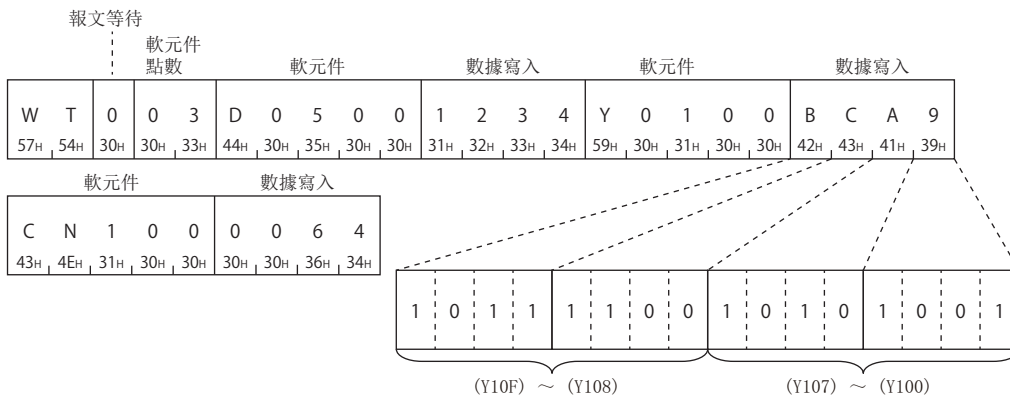 報文等待
軟元件
點數
軟元件 數據寫入 軟元件 數據寫入
W T 0 0 3 D 0 5 0 0 1 2 3 4 Y 0 1 0 0 B C A 9
57H 54H 30H 30H 33H 44H 30H 35H 30H 30H 31H 32H 33H 34H 59H 30H 31H 30H 30H 42H 43H 41H 39H
軟元件 數據寫入
C N 1 0 0 0 0 6 4
43H 4EH 31H 30H 30H 30H 30H 36H 34H
1 0 1 1 1 1 0 0 1 0 1 0 1 0 0 1
(Y10F) ～ (Y108) (Y107) ～ (Y100)